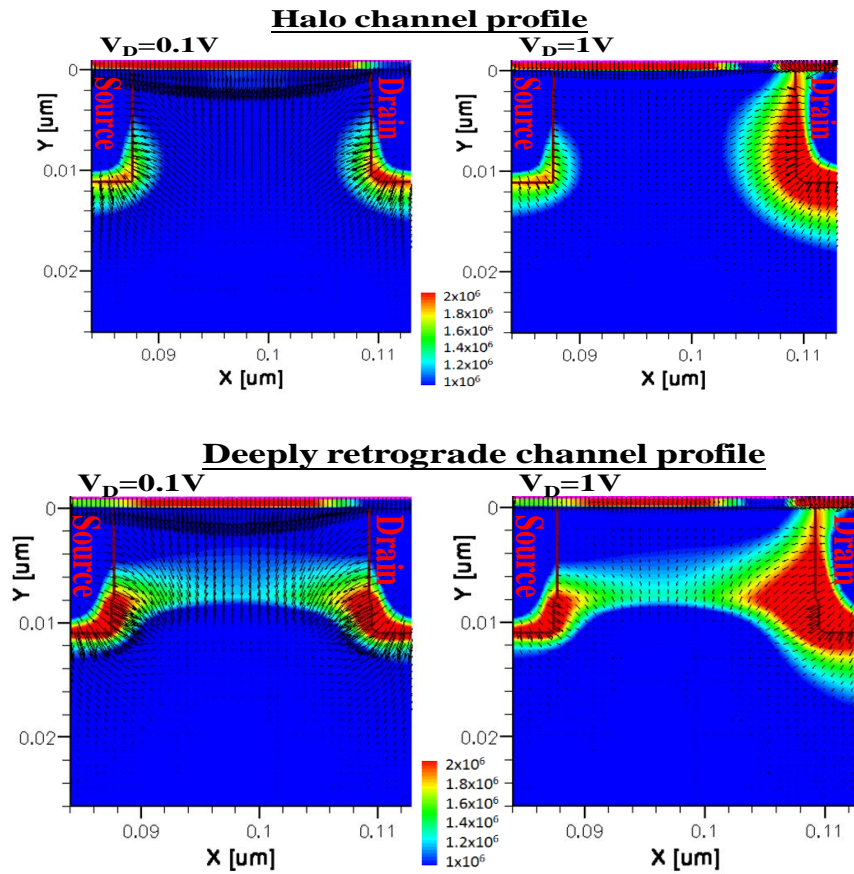 Halo channel profile
V_D=0.1V
V_D=1V
Source
Drain
Source
Drain
Y [um]
0
0.01
0.02
0.09
0.1
0.11
X [um]
2x10⁶
1.8x10⁶
1.6x10⁶
1.4x10⁶
1.2x10⁶
1x10⁶
Y [um]
0
0.01
0.02
0.09
0.1
0.11
X [um]
Deeply retrograde channel profile
V_D=0.1V
V_D=1V
Source
Drain
Source
Drain
Y [um]
0
0.01
0.02
0.09
0.1
0.11
X [um]
2x10⁶
1.8x10⁶
1.6x10⁶
1.4x10⁶
1.2x10⁶
1x10⁶
Y [um]
0
0.01
0.02
0.09
0.1
0.11
X [um]